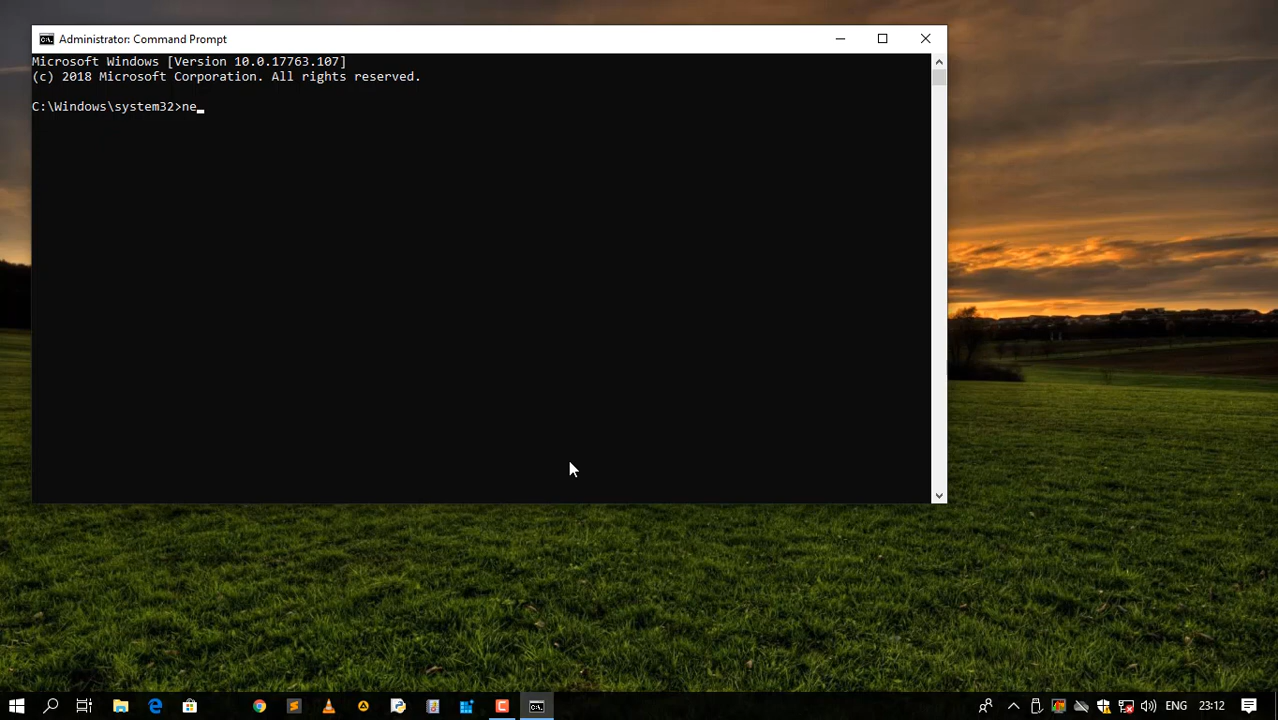 Administrator: Command Prompt
Microsoft Windows [Version 10.0.17763.107]
(c) 2018 Microsoft Corporation. All rights reserved.
C:\Windows\system32>ne_
ENG
23:12